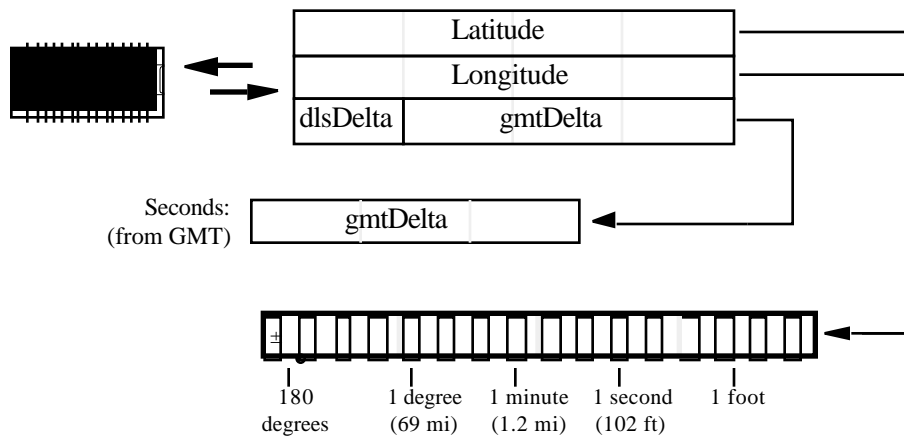 Latitude
Longitude
dlsDelta gmtDelta
Seconds:
(from GMT)
gmtDelta
±
180
degrees
1 degree
(69 mi)
1 minute
(1.2 mi)
1 second
(102 ft)
1 foot